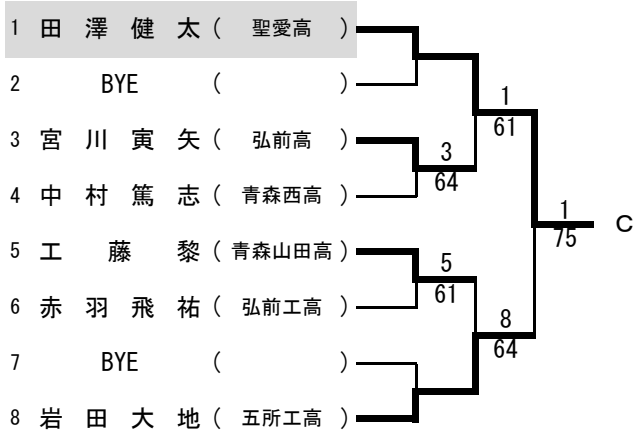 1 田 澤 健 太 ( 聖愛高 )
2 BYE ( )
3 宮 川 寅 矢 ( 弘前高 )
4 中 村 篤 志 ( 青森西高 )
5 工 藤 黎 ( 青森山田高 )
6 赤 羽 飛 祐 ( 弘前工高 )
7 BYE ( )
8 岩 田 大 地 ( 五所工高 )
3
64
5
61
1
61
8
64
1
75
C